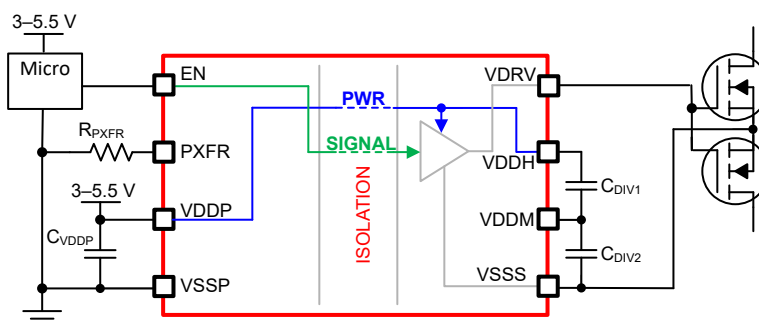 3–5.5 V
Micro
EN
PWR
VDRV
RPXFR
PXFR
SIGNAL
VDDH
CDIV1
3–5.5 V
ISOLATION
VDDP
VDDM
CVDDP
CDIV2
VSSP
VSSS